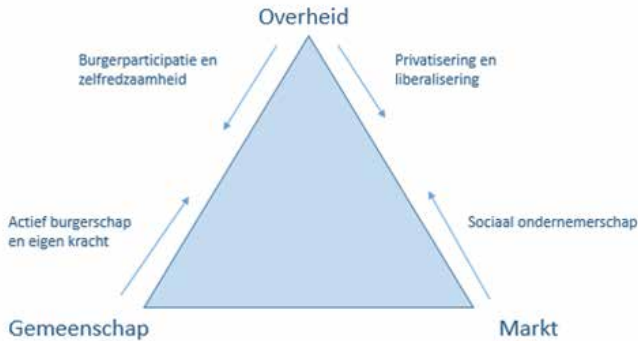 Overheid
Burgerparticipatie en
zelfredzaamheid
Privatisering en
liberalisering
Actief burgerschap
en eigen kracht
Sociaal ondernemerschap
Gemeenschap
Markt